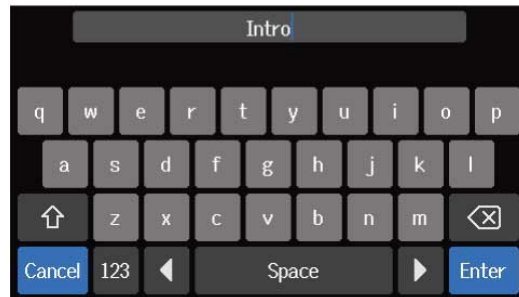 Intro
q w e r t y u i o p
a s d f g h j k l
z x c v b n m
Cancel 123 Space Enter